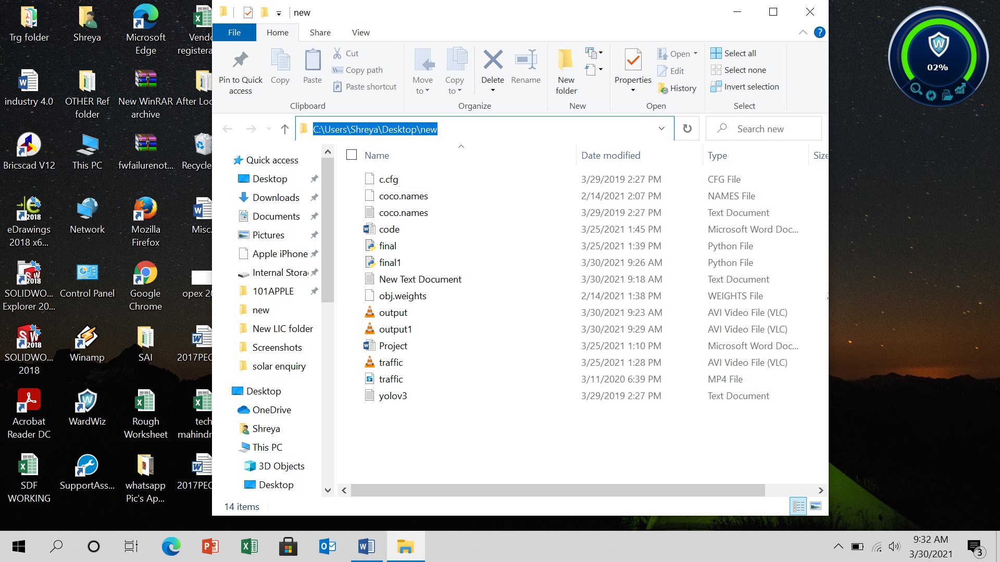 Trg folder
Shreya
Microsoft
Edge
industry 4.0
OTHER Ref
folder
New WinRAR
archive
Bricscad V12
This PC
fwfailurenot...
eDrawings
2018 x6...
Network
Mozilla
Firefox
Misc.
SOLIDWO...
Explorer 20...
Control Panel
Google
Chrome
SOLIDWO...
2018
Winamp
SAI
Acrobat
Reader DC
WardWiz
Rough
Worksheet
tech
SDF
WORKING
SupportAss...
whatsapp
Pic's Ap...
new
File
Home
Share
View
Pin to Quick
access
Copy
Paste
Cut
Copy path
Paste shortcut
Clipboard
Move
to
Copy
to
Delete
Rename
Organize
New
folder
New
Properties
Open
Edit
History
Open
Select all
Select none
Invert selection
Select
C:\Users\Shreya\Desktop\new
Search new
Quick access
Desktop
Downloads
Documents
Pictures
Apple iPhone
Internal
101APPLE
new
New LIC folder
Screenshots
solar enquiry
Desktop
OneDrive
Shreya
This PC
3D Objects
Desktop
Name Date modified Type Size
c.cfg 3/29/2019 2:27 PM CFG File
coco.names 2/14/2021 2:07 PM NAMES File
coco.names 3/29/2019 2:27 PM Text Document
code 3/25/2021 1:45 PM Microsoft Word Doc...
final 3/25/2021 1:39 PM Python File
final1 3/30/2021 9:26 AM Python File
New Text Document 3/30/2021 9:18 AM Text Document
obj.weights 2/14/2021 1:38 PM WEIGHTS File
output 3/30/2021 9:23 AM AVI Video File (VLC)
output1 3/30/2021 9:29 AM AVI Video File (VLC)
Project 3/25/2021 1:10 PM Microsoft Word Doc...
traffic 3/25/2021 1:28 PM AVI Video File (VLC)
traffic 3/11/2020 6:39 PM MP4 File
yolov3 3/29/2019 2:27 PM Text Document
14 items
W
02%
9:32 AM
3/30/2021
3